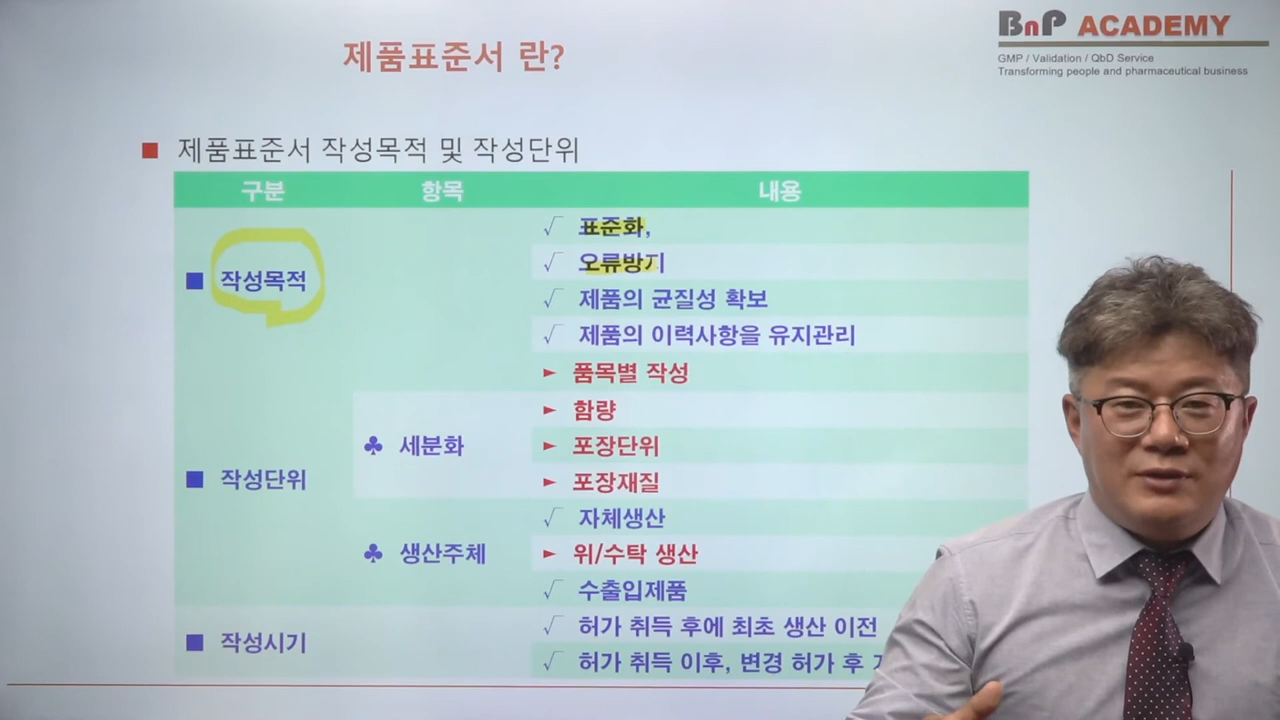 BnP ACADEMY
GMP / Validation / QbD Service
Transforming people and pharmaceutical business
제품표준서 란?
제품표준서 작성목적 및 작성단위
구분 항목 내용
작성목적
√ 표준화,
√ 오류방지
√ 제품의 균질성 확보
√ 제품의 이력사항을 유지관리
작성단위
► 품목별 작성
♣ 세분화
► 함량
► 포장단위
► 포장재질
♣ 생산주체
√ 자체생산
► 위/수탁 생산
√ 수출입제품
작성시기
√ 허가 취득 후에 최초 생산 이전
√ 허가 취득 이후, 변경 허가 후